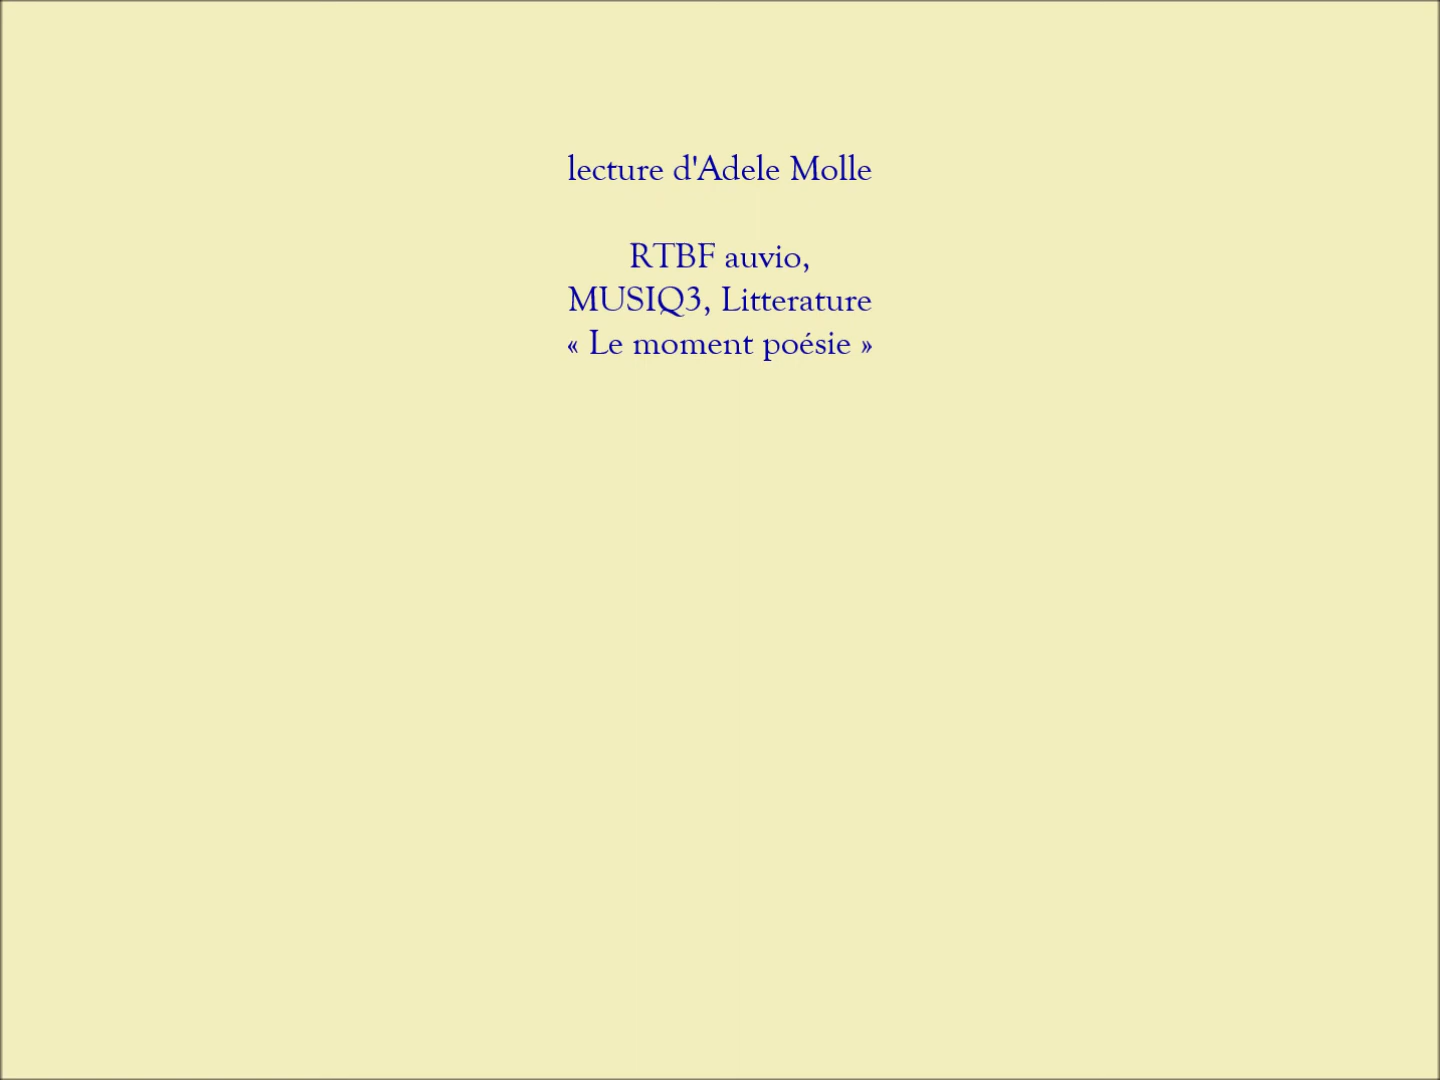 lecture d'Adele Molle
RTBF auvio,
MUSIQ3, Litterature
« Le moment poésie »